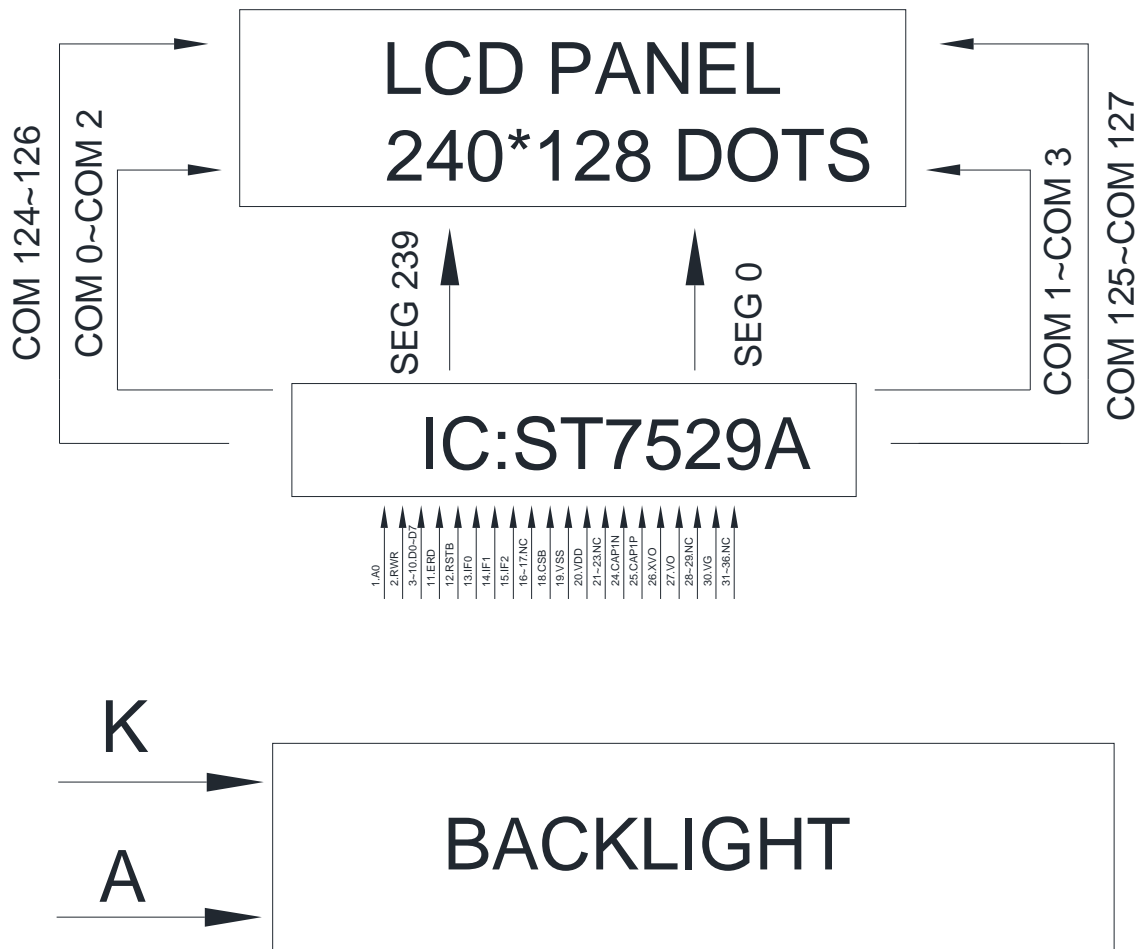 LCD PANEL
240*128 DOTS
COM 124~126
COM 0~COM 2
SEG 239
SEG 0
COM 1~COM 3
COM 125~COM 127
IC:ST7529A
1.A0
2.RWR
3~10.D0~D7
11.ERD
12.RSTB
13.IF0
14.IF1
15.IF2
16~17.NC
18.CSB
19.VSS
20.VDD
21~23.NC
24.CAP1N
25.CAP1P
26.XVO
27.VO
28~29.NC
30.VG
31~36.NC
K
A
BACKLIGHT